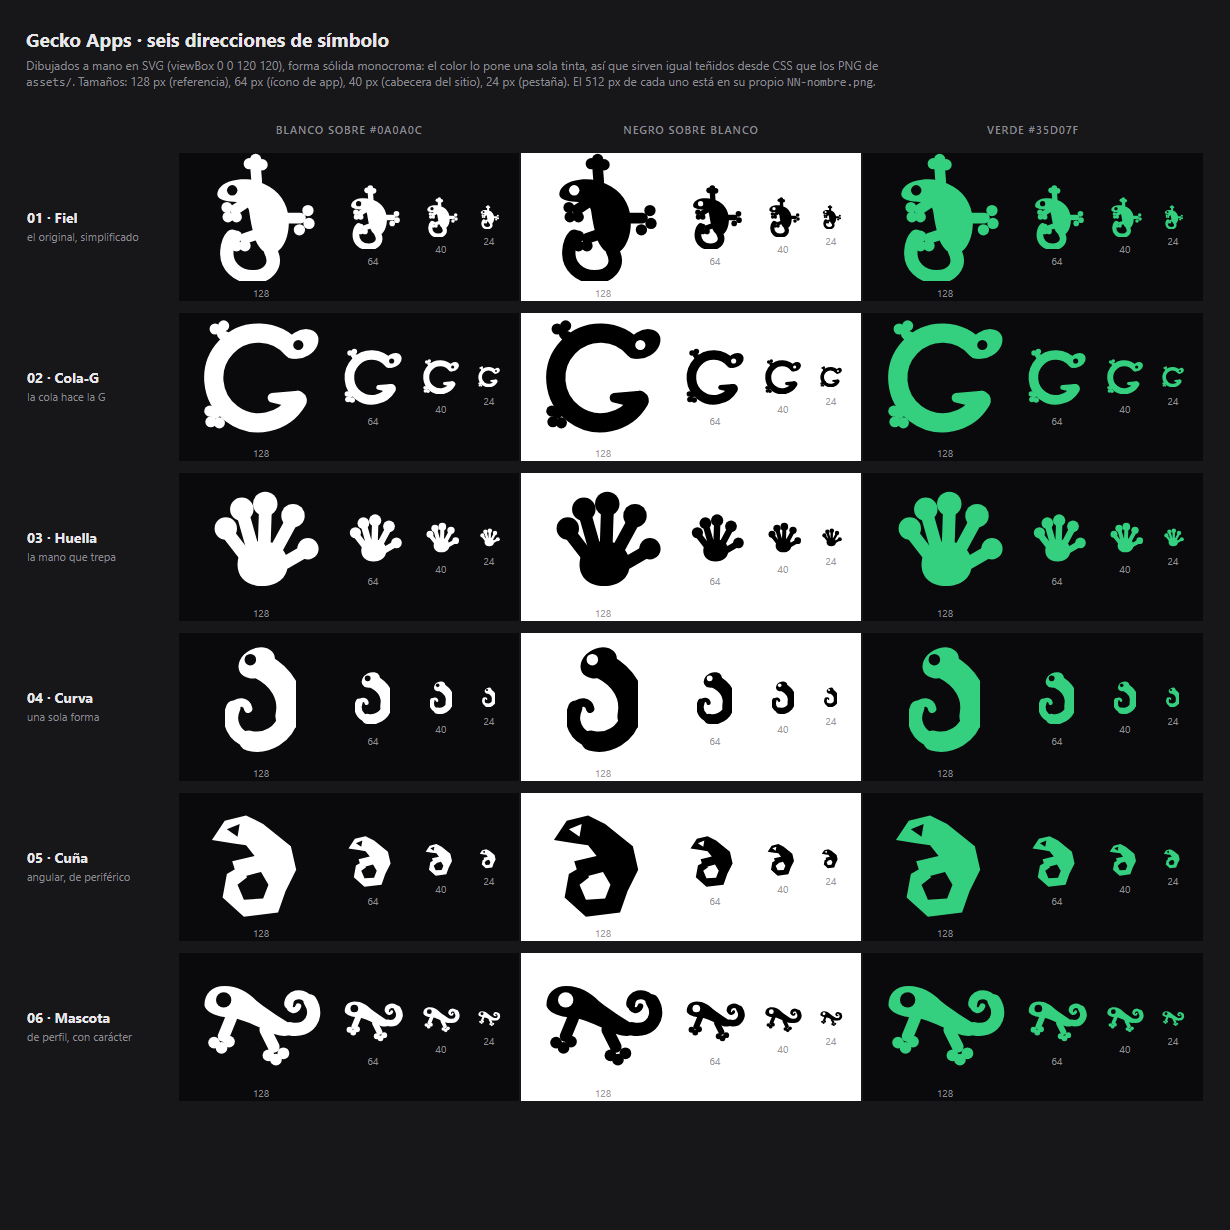 Gecko Apps · seis direcciones de símbolo
Dibujados a mano en SVG (viewBox 0 0 120 120), forma sólida monocroma: el color lo pone una sola tinta, así que sirven igual teñidos desde CSS que los PNG de
assets/. Tamaños: 128 px (referencia), 64 px (ícono de app), 40 px (cabecera del sitio), 24 px (pestaña). El 512 px de cada uno está en su propio NN-nombre.png.
BLANCO SOBRE #0A0A0C NEGRO SOBRE BLANCO VERDE #35D07F
01 · Fiel
el original, simplificado
128 64 40 24 128 64 40 24 128 64 40 24
02 · Cola-G
la cola hace la G
128 64 40 24 128 64 40 24 128 64 40 24
03 · Huella
la mano que trepa
128 64 40 24 128 64 40 24 128 64 40 24
04 · Curva
una sola forma
128 64 40 24 128 64 40 24 128 64 40 24
05 · Cuña
angular, de periférico
128 64 40 24 128 64 40 24 128 64 40 24
06 · Mascota
de perfil, con carácter
128 64 40 24 128 64 40 24 128 64 40 24